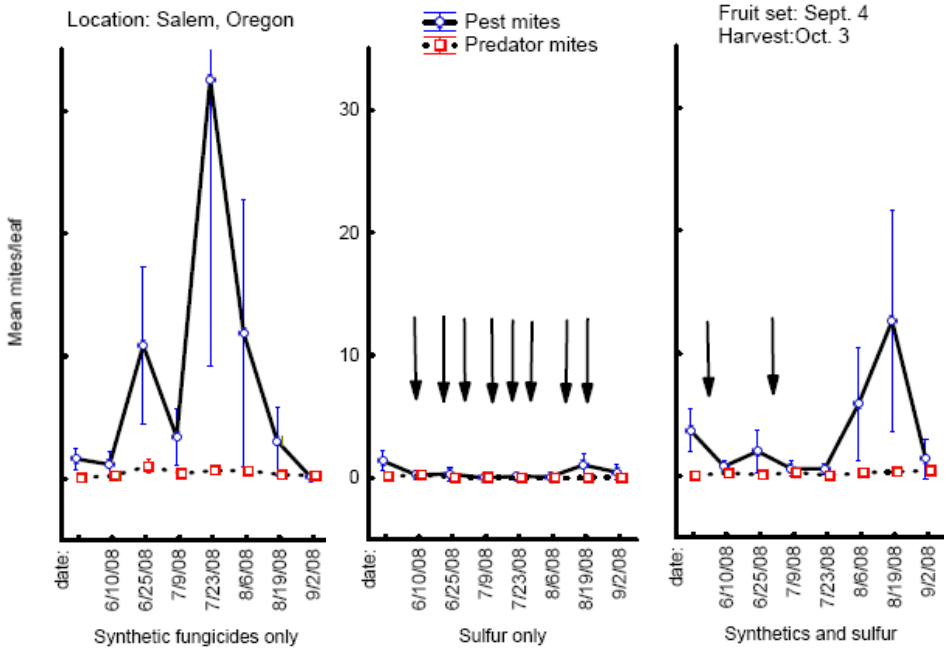 Location: Salem, Oregon
Pest mites
Predator mites
Fruit set: Sept. 4
Harvest:Oct. 3
Mean mites/leaf
30
20
10
0
date:
6/10/08
6/25/08
7/9/08
7/23/08
8/6/08
8/19/08
9/2/08
Synthetic fungicides only
date:
6/10/08
6/25/08
7/9/08
7/23/08
8/6/08
8/19/08
9/2/08
Sulfur only
date:
6/10/08
6/25/08
7/9/08
7/23/08
8/6/08
8/19/08
9/2/08
Synthetics and sulfur